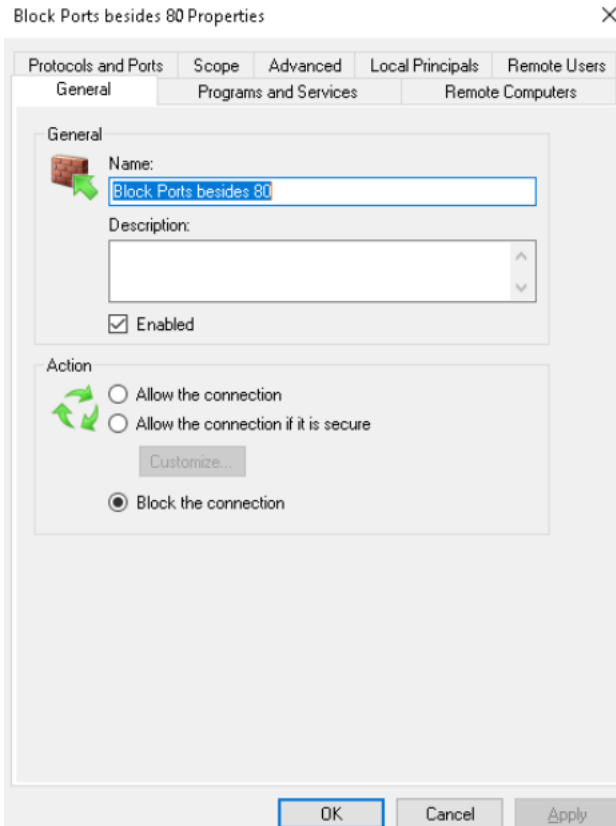 Block Ports besides 80 Properties
Protocols and Ports Scope Advanced Local Principals Remote Users
General Programs and Services Remote Computers
General
Name:
Block Ports besides 80
Description:
Enabled
Action
Allow the connection
Allow the connection if it is secure
Customize...
Block the connection
OK Cancel Apply